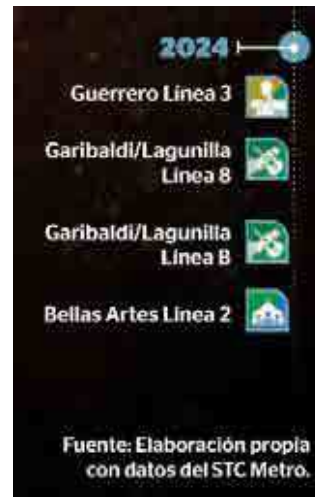 2024
Guerrero Línea 3
Garibaldi/Lagunilla
Línea 8
Garibaldi/Lagunilla
Línea B
Bellas Artes Línea 2
Fuente: Elaboración propia
con datos del STC Metro.